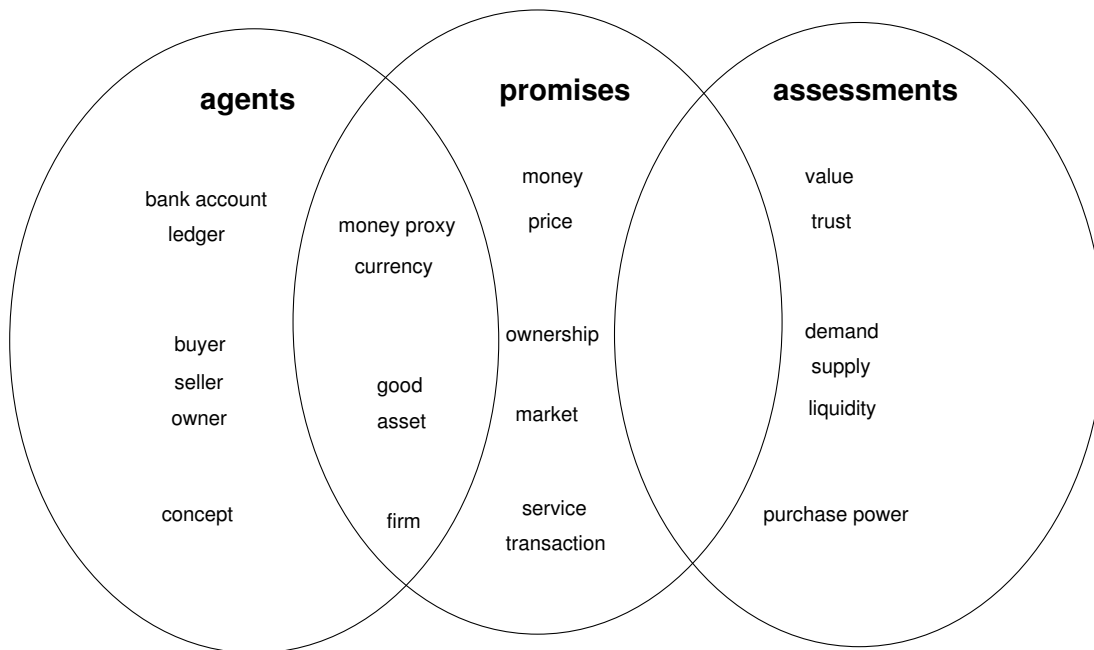 agents
promises
assessments
bank account
ledger
money proxy
currency
money
price
value
trust
buyer
seller
owner
good
asset
ownership
market
demand
supply
liquidity
concept
firm
service
transaction
purchase power